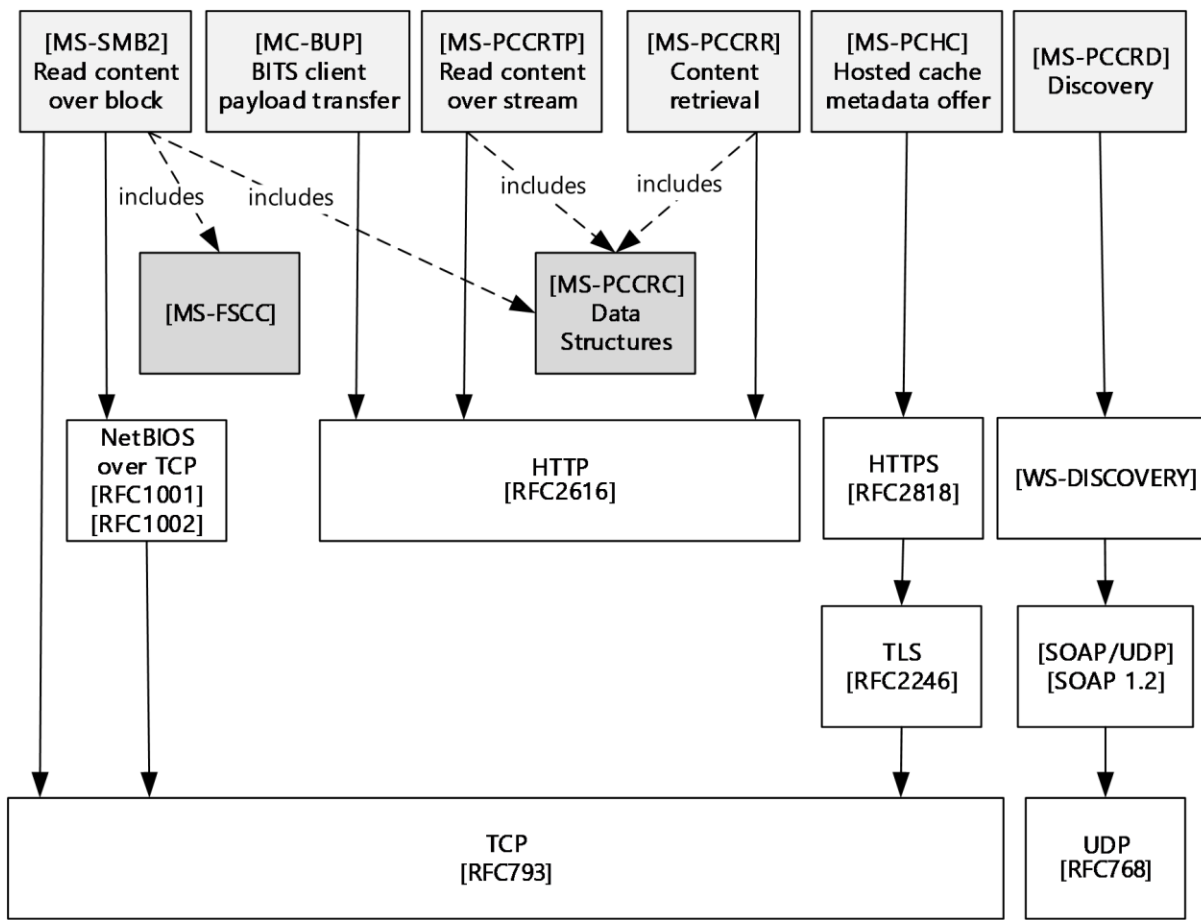 [MS-SMB2]
Read content
over block
[MC-BUP]
BITS client
payload transfer
[MS-PCCRTP]
Read content
over stream
[MS-PCCRR]
Content
retrieval
[MS-PCHC]
Hosted cache
metadata offer
[MS-PCCRD]
Discovery
includes
includes
includes
includes
[MS-FSCC]
[MS-PCCRC]
Data
Structures
NetBIOS
over TCP
[RFC1001]
[RFC1002]
HTTP
[RFC2616]
HTTPS
[RFC2818]
[WS-DISCOVERY]
TLS
[RFC2246]
[SOAP/UDP]
[SOAP 1.2]
TCP
[RFC793]
UDP
[RFC768]